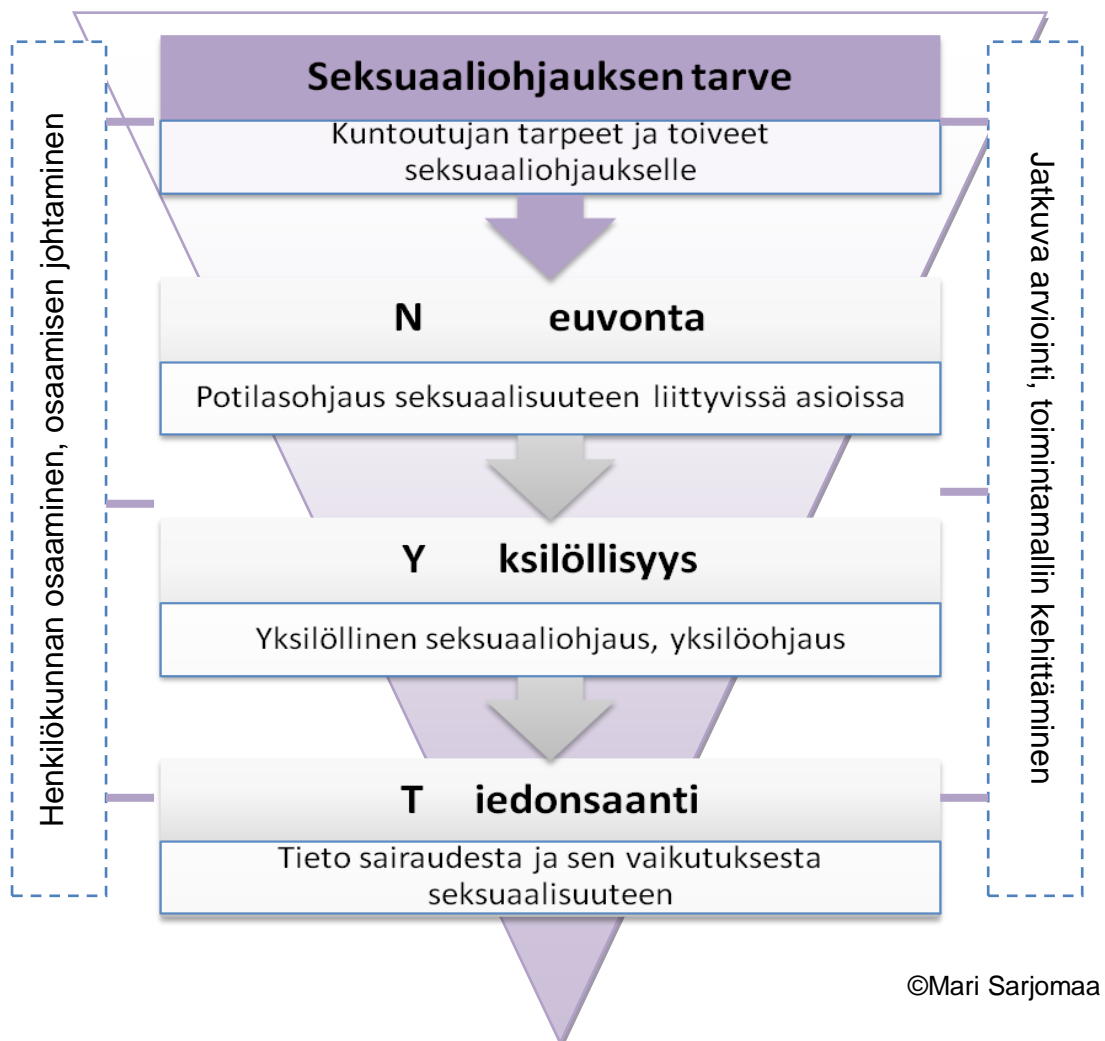 Seksuaaliohjauksen tarve
Kuntoutujan tarpeet ja toiveet
seksuaaliohjaukselle
N euvonta
Potilasohjaus seksuaalisuuteen liittyvissä asioissa
Y ksilöllisyys
Yksilöllinen seksuaaliohjaus, yksilöohjaus
T iedonsaanti
Tieto sairaudesta ja sen vaikutuksesta
seksuaalisuuteen
Henkilökunnan osaaminen, osaamisen johtaminen
Jatkuva arviointi, toimintamallin kehittäminen
©Mari Sarjomaa